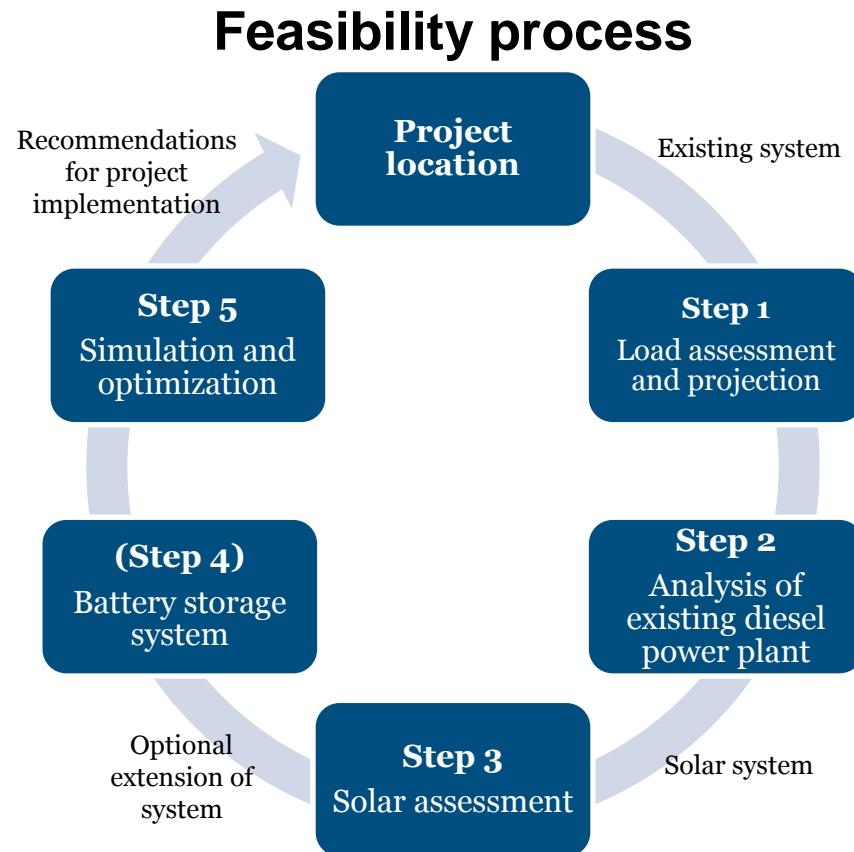 Feasibility process
Project
location
Existing system
Step 1
Load assessment
and projection
Step 2
Analysis of
existing diesel
power plant
Solar system
Step 3
Solar assessment
Optional
extension of
system
(Step 4)
Battery storage
system
Step 5
Simulation and
optimization
Recommendations
for project
implementation